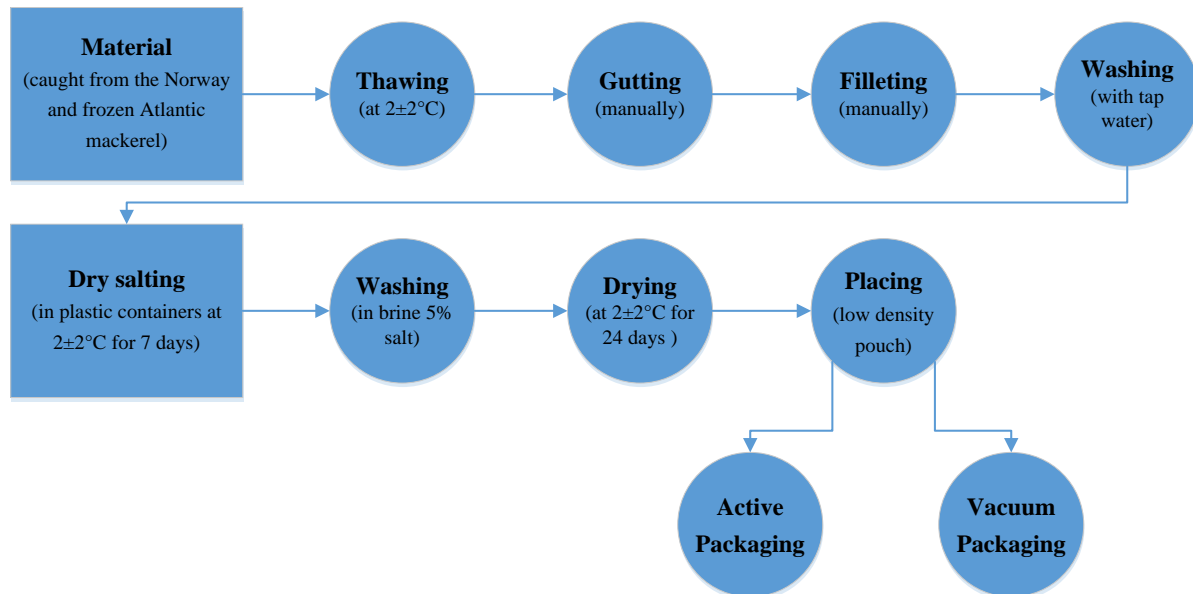 Material
(caught from the Norway
and frozen Atlantic
mackerel)
Thawing
(at 2±2°C)
Gutting
(manually)
Filleting
(manually)
Washing
(with tap
water)
Dry salting
(in plastic containers at
2±2°C for 7 days)
Washing
(in brine 5%
salt)
Drying
(at 2±2°C for
24 days )
Placing
(low density
pouch)
Active
Packaging
Vacuum
Packaging